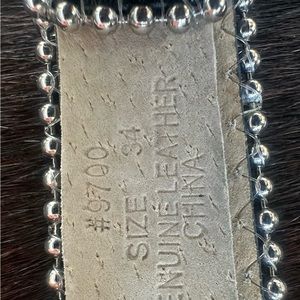 #9700
SIZE 34
GENUINE LEATHER
CHINA